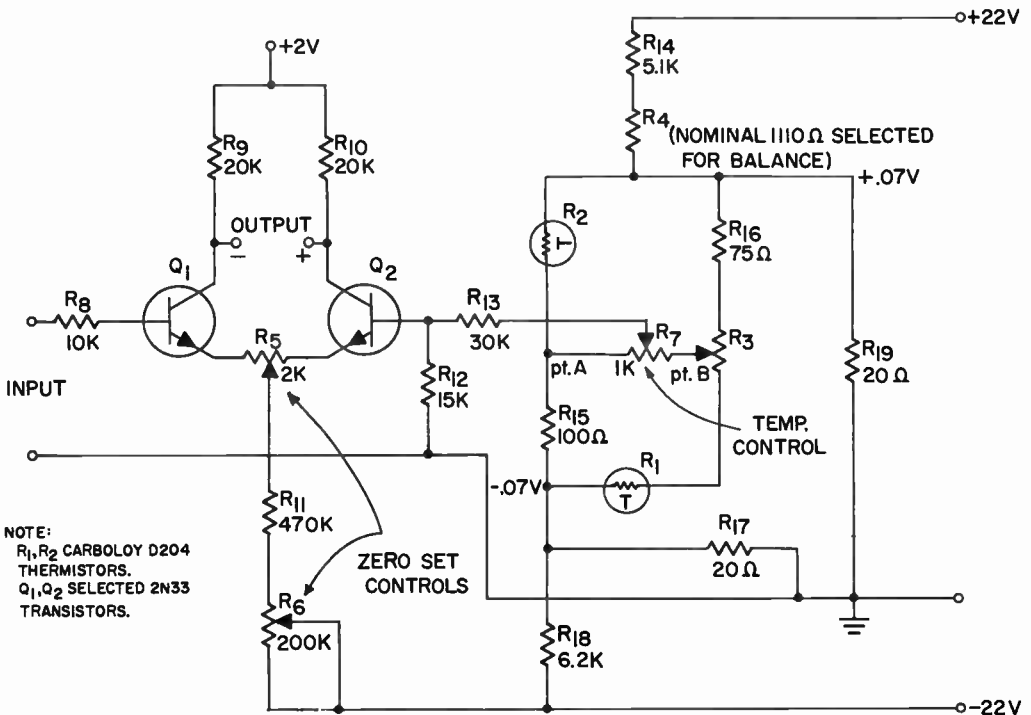 +22V
+2V
R14
5.1K
R4
(NOMINAL 1110Ω SELECTED
FOR BALANCE)
R9
20K
R10
20K
+.07V
R2
T
R16
75Ω
OUTPUT
-
+
Q1
Q2
R8
10K
R13
30K
R5
2K
R7
1K
R3
pt.A
pt.B
R19
20Ω
INPUT
R12
15K
R15
100Ω
TEMP.
CONTROL
R1
T
-.07V
R11
470K
R17
20Ω
NOTE:
R1,R2 CARBOLOY D204
THERMISTORS.
Q1,Q2 SELECTED 2N33
TRANSISTORS.
ZERO SET
CONTROLS
R6
200K
R18
6.2K
-22V